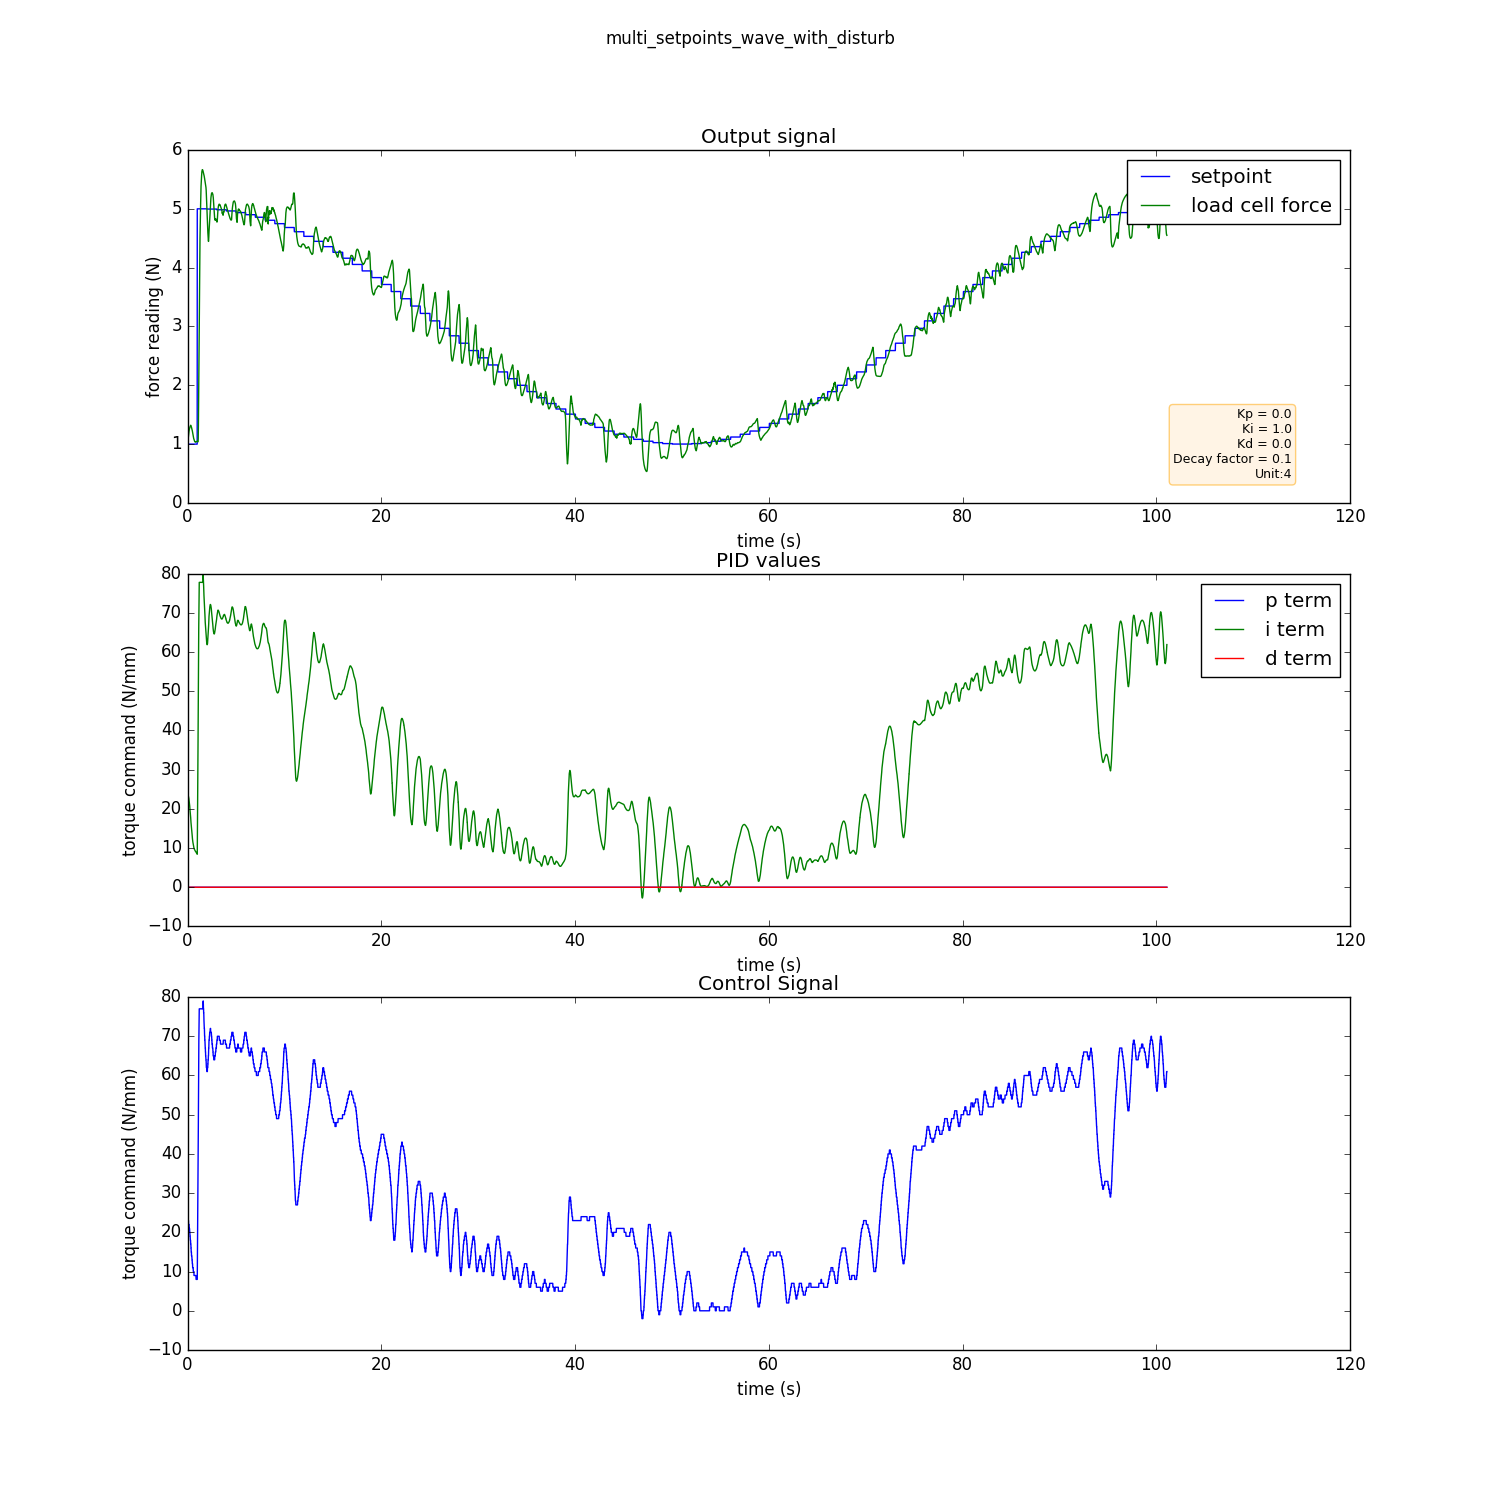 multi_setpoints_wave_with_disturb
Output signal
6
5
4
3
2
1
0
force reading (N)
setpoint
load cell force
Kp = 0.0
Ki = 1.0
Kd = 0.0
Decay factor = 0.1
Unit:4
0 20 40 60 80 100 120
time (s)
PID values
80
70
60
50
40
30
20
10
0
−10
torque command (N/mm)
p term
i term
d term
0 20 40 60 80 100 120
time (s)
Control Signal
80
70
60
50
40
30
20
10
0
−10
torque command (N/mm)
0 20 40 60 80 100 120
time (s)